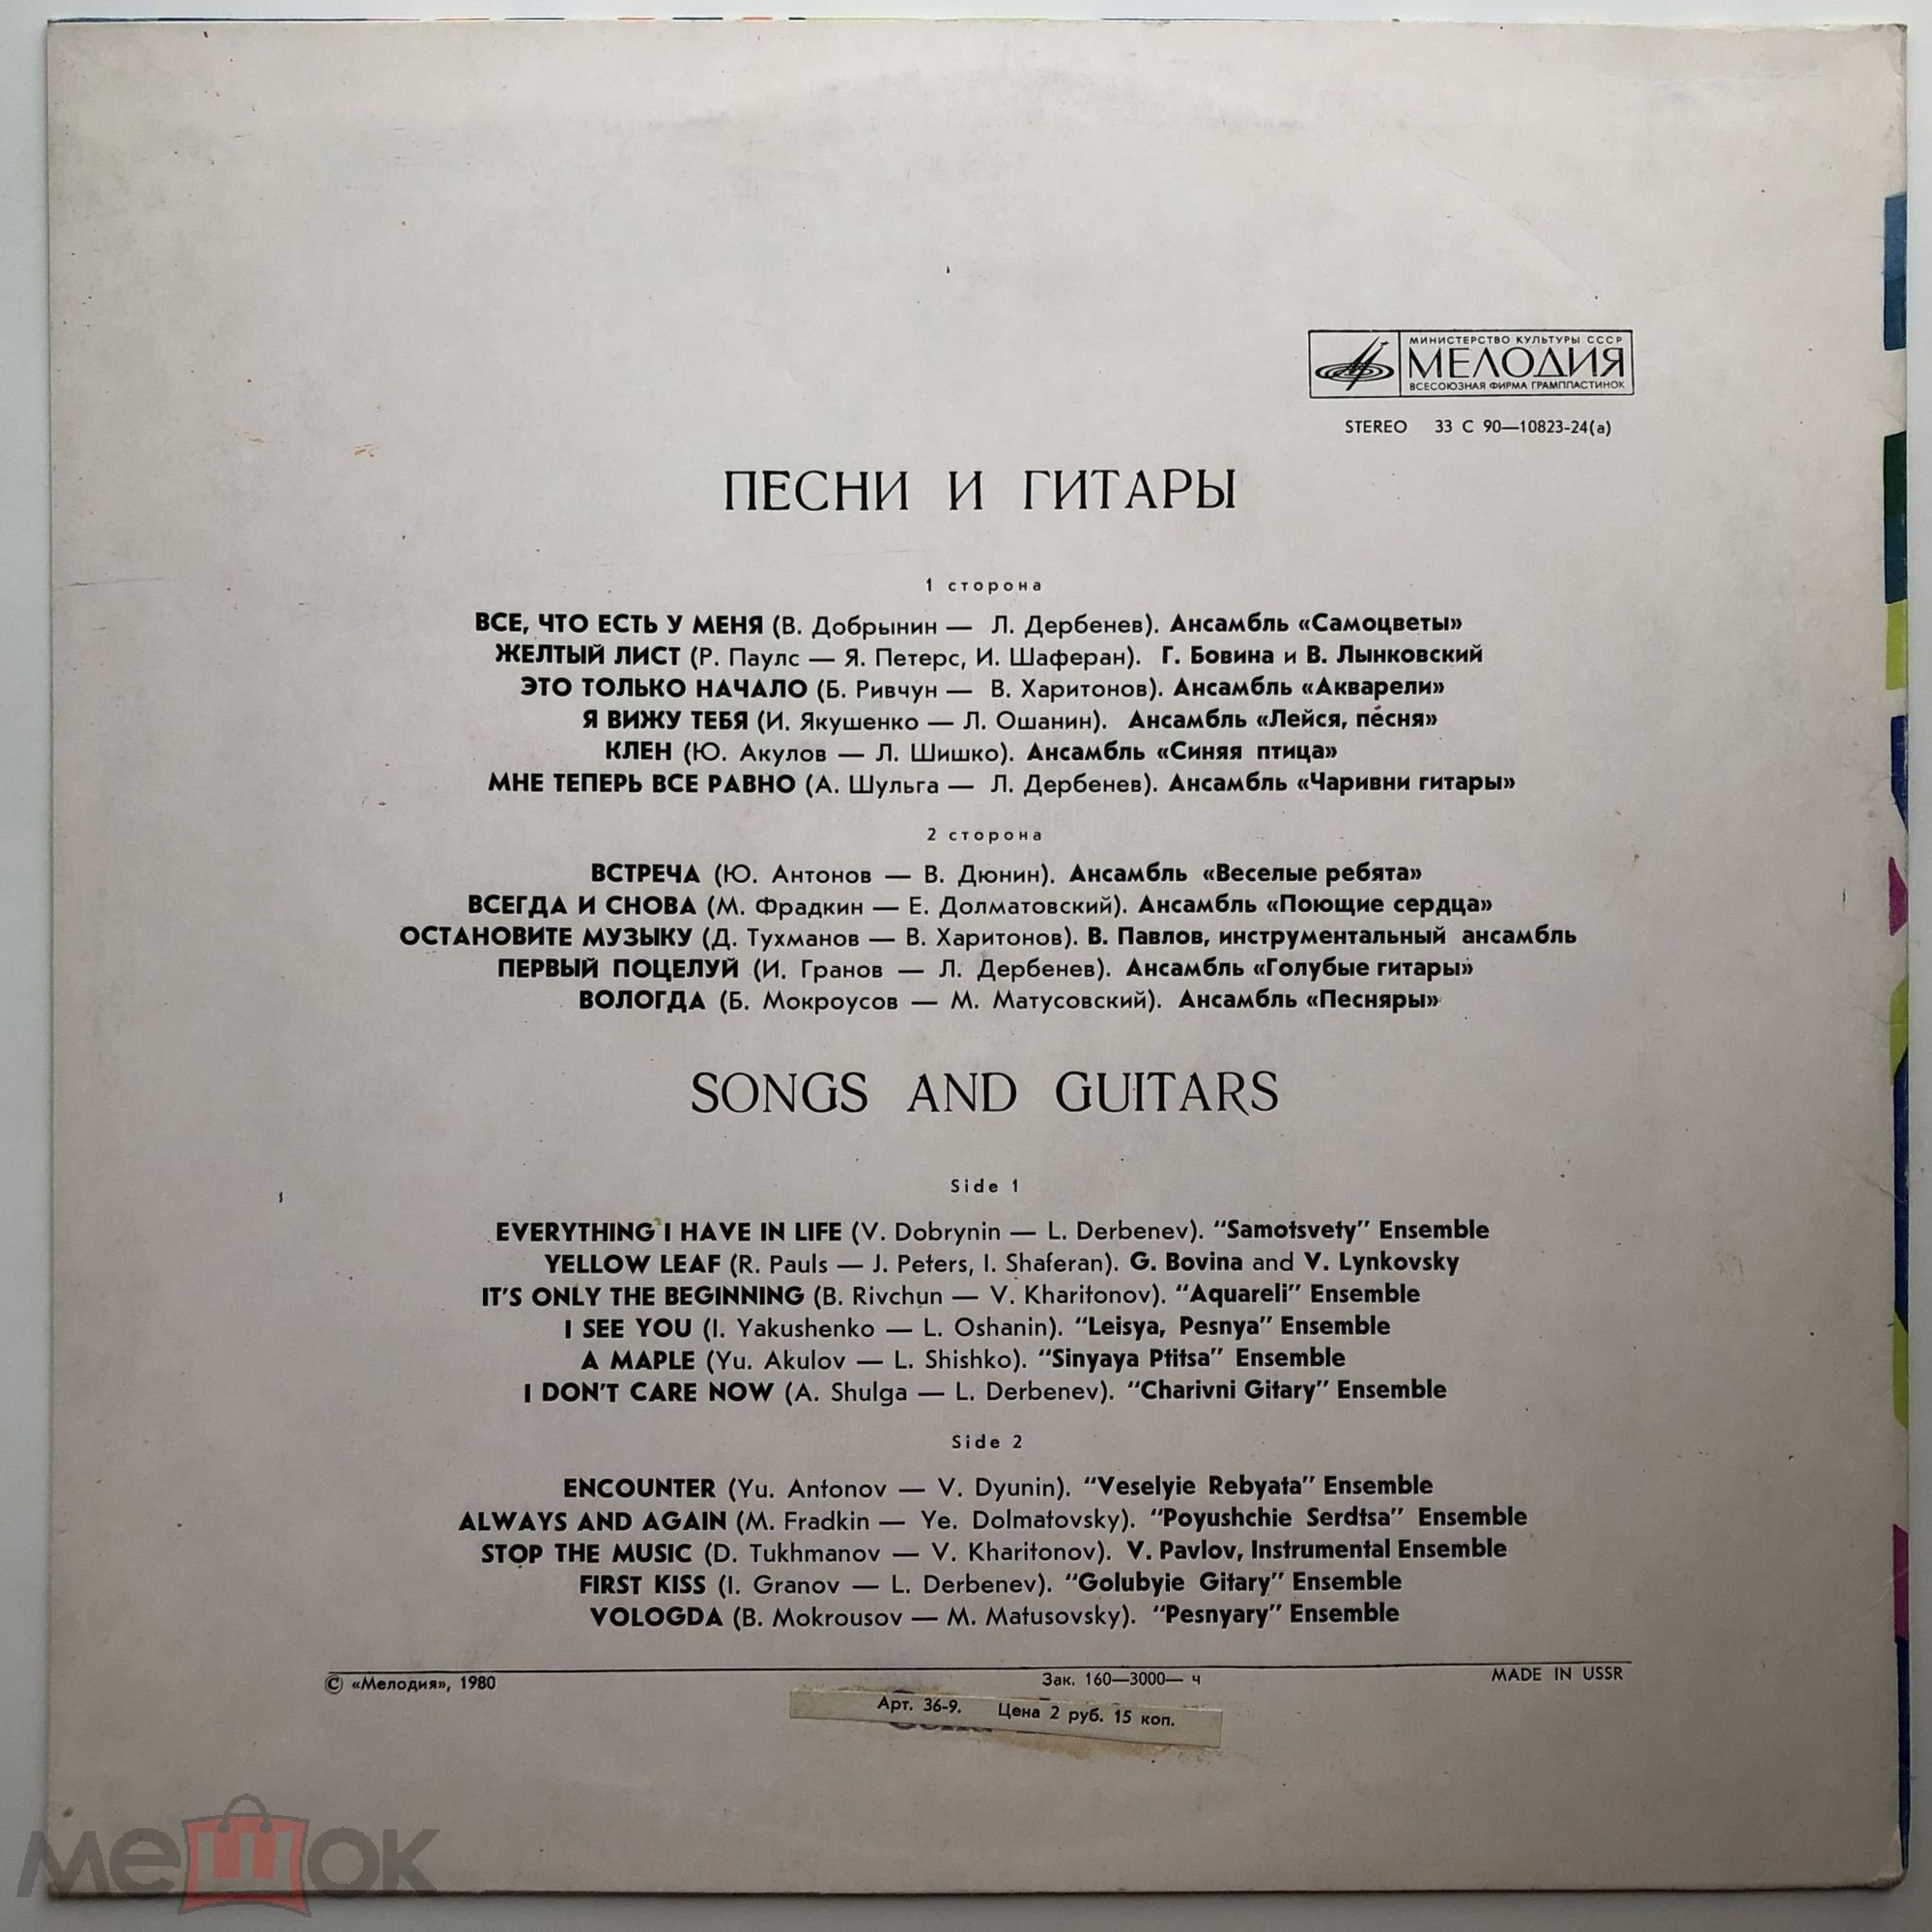 МИНИСТЕРСТВО КУЛЬТУРЫ СССР
МЕЛОДИЯ
ВСЕСОЮЗНАЯ ФИРМА ГРАМПЛАСТИНОК
STEREO 33 С 90—10823-24(а)
ПЕСНИ И ГИТАРЫ
1 сторона
ВСЕ, ЧТО ЕСТЬ У МЕНЯ (В. Добрынин — Л. Дербенев). Ансамбль «Самоцветы»
ЖЕЛТЫЙ ЛИСТ (Р. Паулс — Я. Петерс, И. Шаферан). Г. Бовина и В. Лынковский
ЭТО ТОЛЬКО НАЧАЛО (Б. Ривчун — В. Харитонов). Ансамбль «Акварели»
Я ВИЖУ ТЕБЯ (И. Якушенко — Л. Ошанин). Ансамбль «Лейся, песня»
КЛЕН (Ю. Акулов — Л. Шишко). Ансамбль «Синяя птица»
МНЕ ТЕПЕРЬ ВСЕ РАВНО (А. Шульга — Л. Дербенев). Ансамбль «Чаривни гитары»
2 сторона
ВСТРЕЧА (Ю. Антонов — В. Дюнин). Ансамбль «Веселые ребята»
ВСЕГДА И СНОВА (М. Фрадкин — Е. Долматовский). Ансамбль «Поющие сердца»
ОСТАНОВИТЕ МУЗЫКУ (Д. Тухманов — В. Харитонов). В. Павлов, инструментальный ансамбль
ПЕРВЫЙ ПОЦЕЛУЙ (И. Гранов — Л. Дербенев). Ансамбль «Голубые гитары»
ВОЛОГДА (Б. Мокроусов — М. Матусовский). Ансамбль «Песняры»
SONGS AND GUITARS
Side 1
EVERYTHING I HAVE IN LIFE (V. Dobrynin — L. Derbenev). “Samotsvety” Ensemble
YELLOW LEAF (R. Pauls — J. Peters, I. Shaferan). G. Bovina and V. Lynkovsky
IT'S ONLY THE BEGINNING (B. Rivchun — V. Kharitonov). “Aquareli” Ensemble
I SEE YOU (I. Yakushenko — L. Oshanin). “Leisya, Pesnya” Ensemble
A MAPLE (Yu. Akulov — L. Shishko). “Sinyaya Ptitsa” Ensemble
I DON'T CARE NOW (A. Shulga — L. Derbenev). “Charivni Gitary” Ensemble
Side 2
ENCOUNTER (Yu. Antonov — V. Dyunin). “Veselyie Rebyata” Ensemble
ALWAYS AND AGAIN (M. Fradkin — Ye. Dolmatovsky). “Poyushchie Serdtsa” Ensemble
STOP THE MUSIC (D. Tukhmanov — V. Kharitonov). V. Pavlov, Instrumental Ensemble
FIRST KISS (I. Granov — L. Derbenev). “Golubyie Gitary” Ensemble
VOLOGDA (B. Mokrousov — M. Matusovsky). “Pesnyary” Ensemble
© «Мелодия», 1980 Зак. 160—3000— ч MADE IN USSR
Арт. 36-9. Цена 2 руб. 15 коп.
мешок